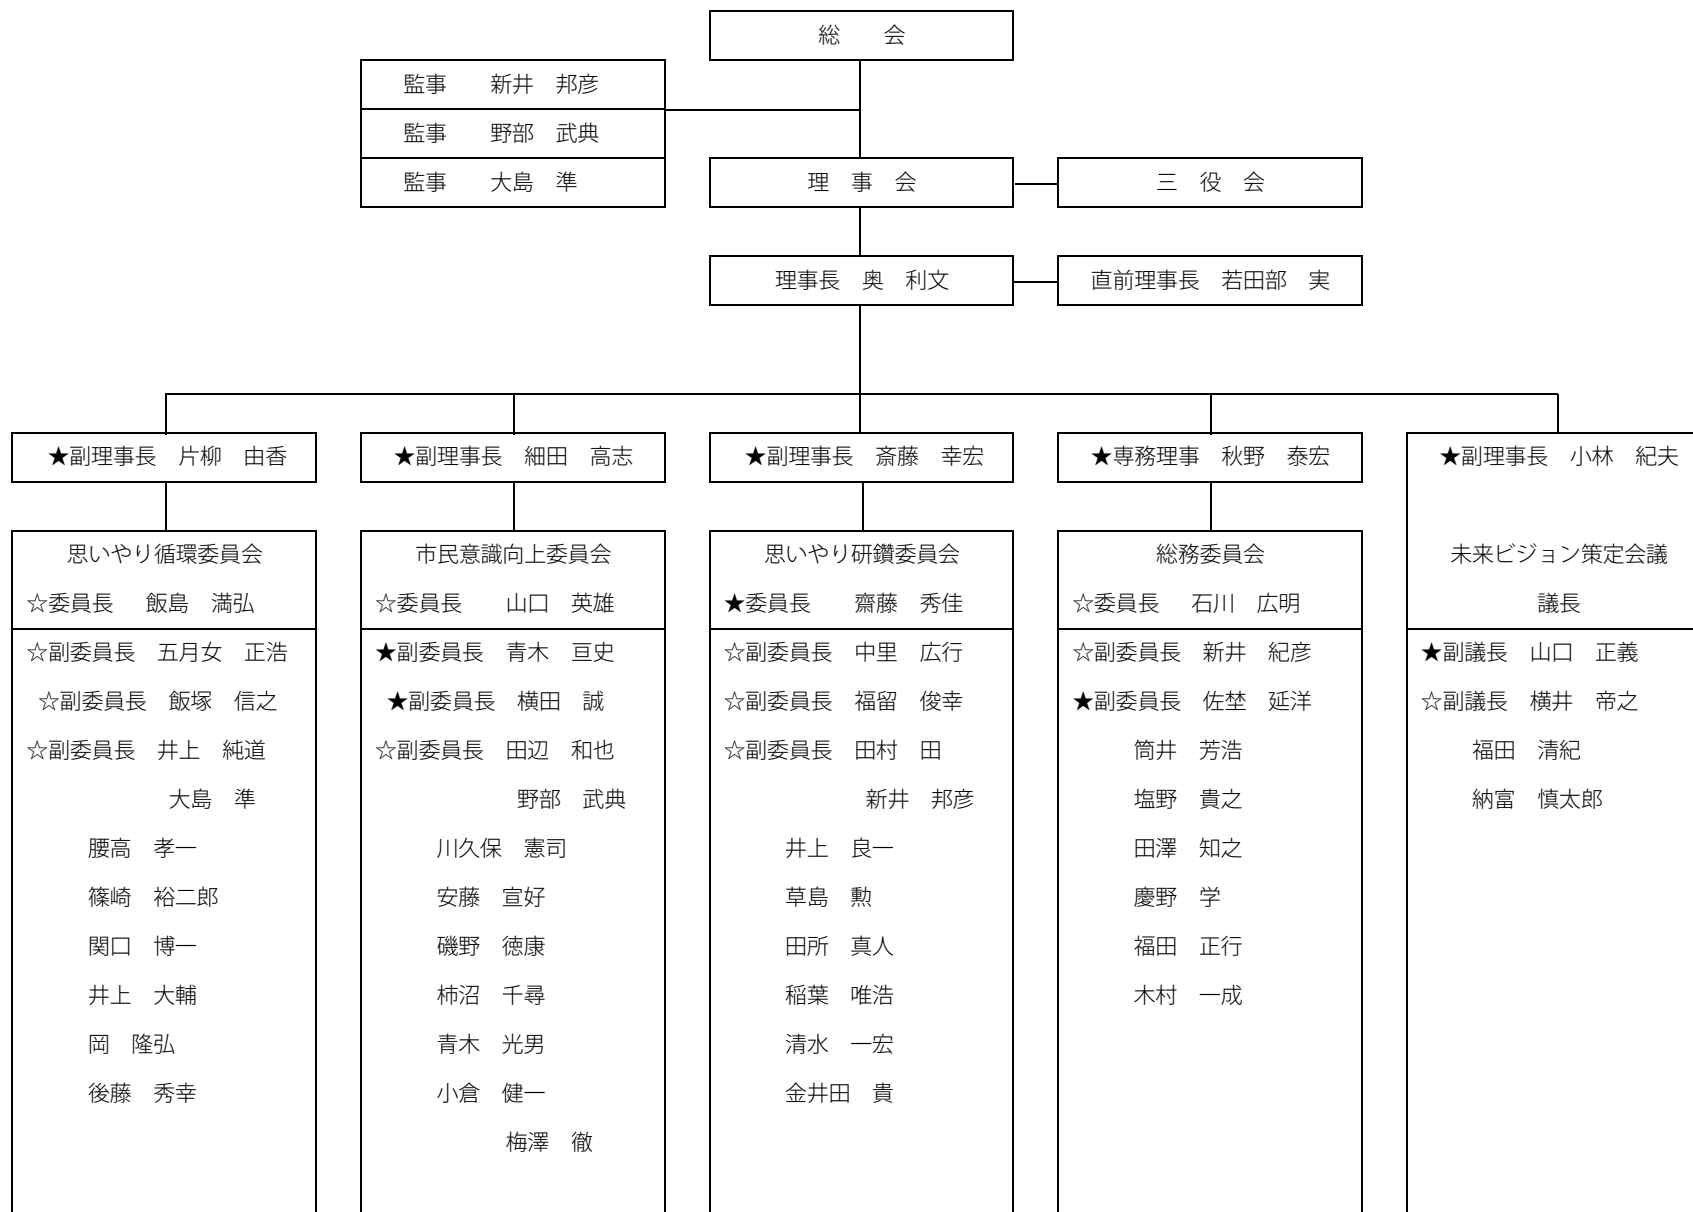 総　　会
監事　　新井　邦彦
監事　　野部　武典
監事　　大島　準
理　事　会
三　役　会
理事長　奥　利文
直前理事長　若田部　実
★副理事長　片柳　由香
★副理事長　細田　高志
★副理事長　斎藤　幸宏
★専務理事　秋野　泰宏
★副理事長　小林　紀夫
思いやり循環委員会
☆委員長　飯島　満弘
☆副委員長　五月女　正浩
☆副委員長　飯塚　信之
☆副委員長　井上　純道
大島　準
腰高　孝一
篠崎　裕二郎
関口　博一
井上　大輔
岡　隆弘
後藤　秀幸
市民意識向上委員会
☆委員長　　山口　英雄
★副委員長　青木　亘史
★副委員長　横田　誠
☆副委員長　田辺　和也
野部　武典
川久保　憲司
安藤　宣好
磯野　徳康
柿沼　千尋
青木　光男
小倉　健一
梅澤　徹
思いやり研鑽委員会
★委員長　　齋藤　秀佳
☆副委員長　中里　広行
☆副委員長　福留　俊幸
☆副委員長　田村　田
新井　邦彦
井上　良一
草島　勲
田所　真人
稲葉　唯浩
清水　一宏
金井田　貴
総務委員会
☆委員長　石川　広明
☆副委員長　新井　紀彦
★副委員長　佐埜　延洋
筒井　芳浩
塩野　貴之
田澤　知之
慶野　学
福田　正行
木村　一成
未来ビジョン策定会議
議長
★副議長　山口　正義
☆副議長　横井　帝之
福田　清紀
納富　慎太郎